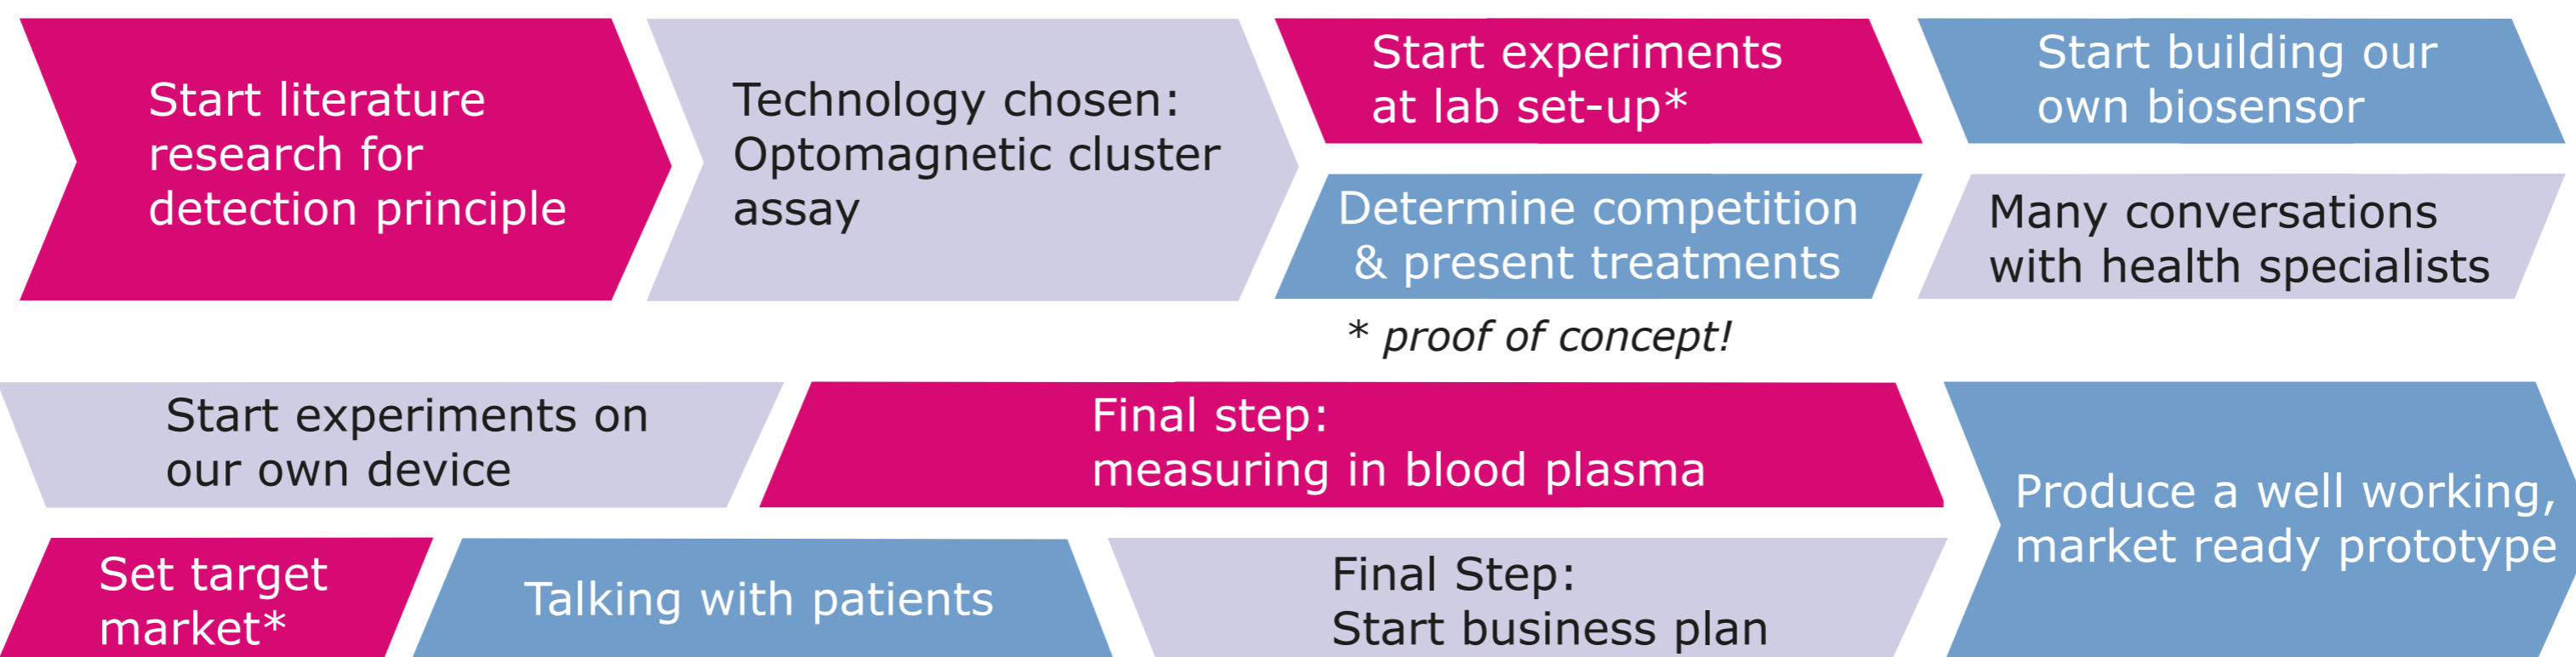 Start literature
research for
detection principle
Technology chosen:
Optomagnetic cluster
assay
Start experiments
at lab set-up*
Determine competition
& present treatments
* proof of concept!
Start building our
own biosensor
Many conversations
with health specialists
Start experiments on
our own device
Final step:
measuring in blood plasma
Set target
market*
Talking with patients
Final Step:
Start business plan
Produce a well working,
market ready prototype